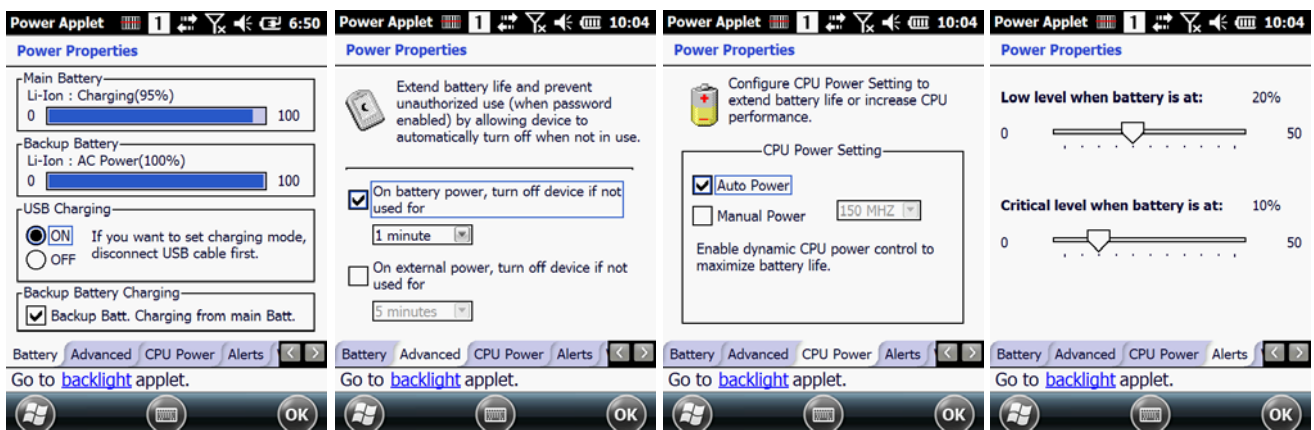 Power Applet 1 6:50
Power Properties
Main Battery
Li-Ion : Charging(95%)
0 100
Backup Battery
Li-Ion : AC Power(100%)
0 100
USB Charging
ON
OFF
If you want to set charging mode,
disconnect USB cable first.
Backup Battery Charging
Backup Batt. Charging from main Batt.
Battery Advanced CPU Power Alerts
Go to backlight applet.
OK
Power Applet 1 10:04
Power Properties
Extend battery life and prevent
unauthorized use (when password
enabled) by allowing device to
automatically turn off when not in use.
On battery power, turn off device if not
used for
1 minute
On external power, turn off device if not
used for
5 minutes
Battery Advanced CPU Power Alerts
Go to backlight applet.
OK
Power Applet 1 10:04
Power Properties
Configure CPU Power Setting to
extend battery life or increase CPU
performance.
CPU Power Setting
Auto Power
Manual Power 150 MHZ
Enable dynamic CPU power control to
maximize battery life.
Battery Advanced CPU Power Alerts
Go to backlight applet.
OK
Power Applet 1 10:04
Power Properties
Low level when battery is at: 20%
0 50
Critical level when battery is at: 10%
0 50
Battery Advanced CPU Power Alerts
Go to backlight applet.
OK